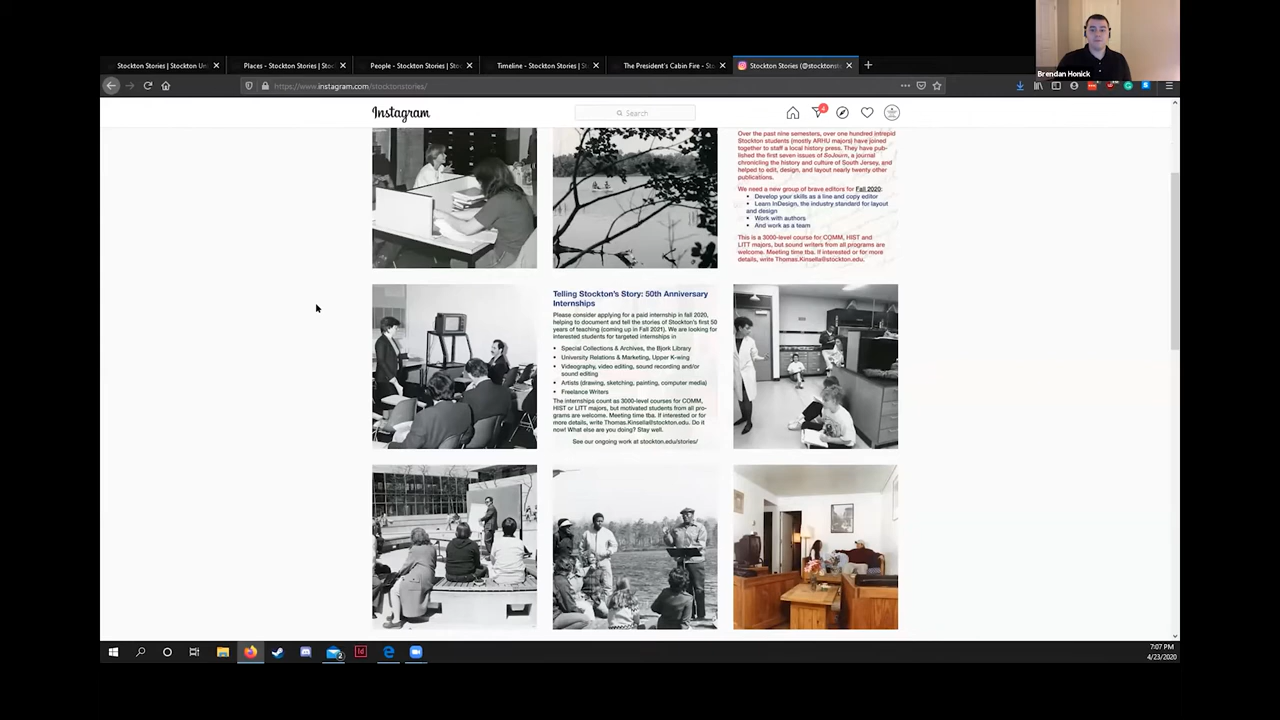 Brendan Honick
Stockton Stories | Stockton Un
Places - Stockton Stories | Stoc
People - Stockton Stories | Stoc
Timeline - Stockton Stories | St
The President's Cabin Fire - Sto
Stockton Stories (@stocktonsto
https://www.instagram.com/stocktonstories/
Instagram
Search
4
Over the past nine semesters, over one hundred intrepid
Stockton students (mostly ARHU majors) have joined
together to staff a local history press. They have pub-
lished the first seven issues of SoJourn, a journal
chronicling the history and culture of South Jersey, and
helped to edit, design, and layout nearly twenty other
publications.
We need a new group of brave editors for Fall 2020:
• Develop your skills as a line and copy editor
• Learn InDesign, the industry standard for layout
and design
• Work with authors
• And work as a team
This is a 3000-level course for COMM, HIST and
LITT majors, but sound writers from all programs are
welcome. Meeting time tba. If interested or for more
details, write Thomas.Kinsella@stockton.edu.
Telling Stockton's Story: 50th Anniversary
Internships
Please consider applying for a paid internship in fall 2020,
helping to document and tell the stories of Stockton's first 50
years of teaching (coming up in Fall 2021). We are looking for
interested students for targeted internships in
• Special Collections & Archives, the Bjork Library
• University Relations & Marketing, Upper K-wing
• Videography, video editing, sound recording and/or
sound editing
• Artists (drawing, sketching, painting, computer media)
• Freelance Writers
The internships count as 3000-level courses for COMM,
HIST or LITT majors, but motivated students from all pro-
grams are welcome. Meeting time tba. If interested or for
more details, write Thomas.Kinsella@stockton.edu. Do it
now! What else are you doing? Stay well.
See our ongoing work at stockton.edu/stories/
Id
2
7:07 PM
4/23/2020